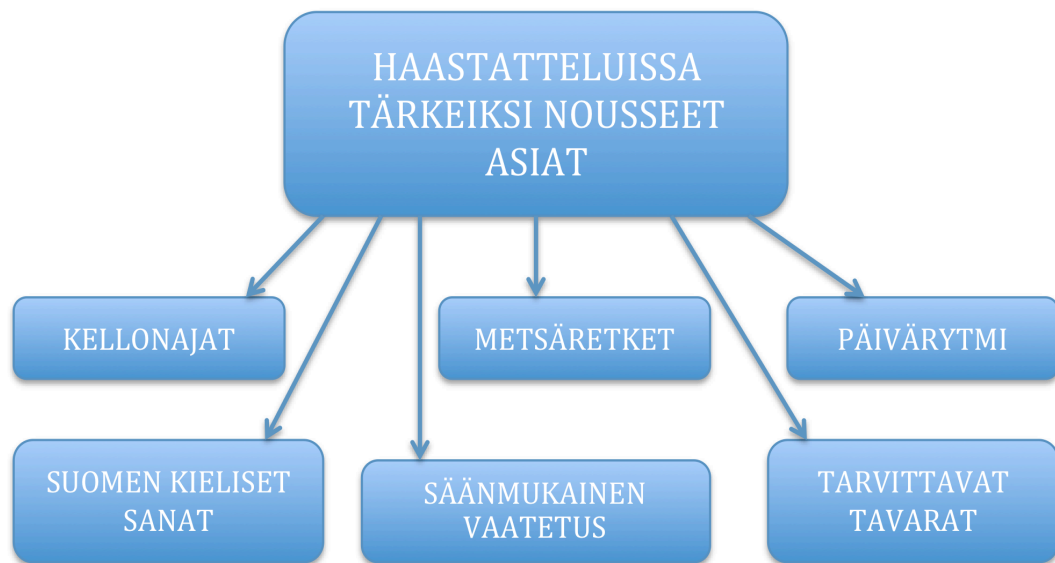 HAASTATTELUISSA
TÄRKEIKSI NOUSSEET
ASIAT
KELLONAJAT
METSÄRETKET
PÄIVÄRYTMI
SUOMEN KIELISET
SANAT
SÄÄNMUKAINEN
VAATETUS
TARVITTAVAT
TAVARAT